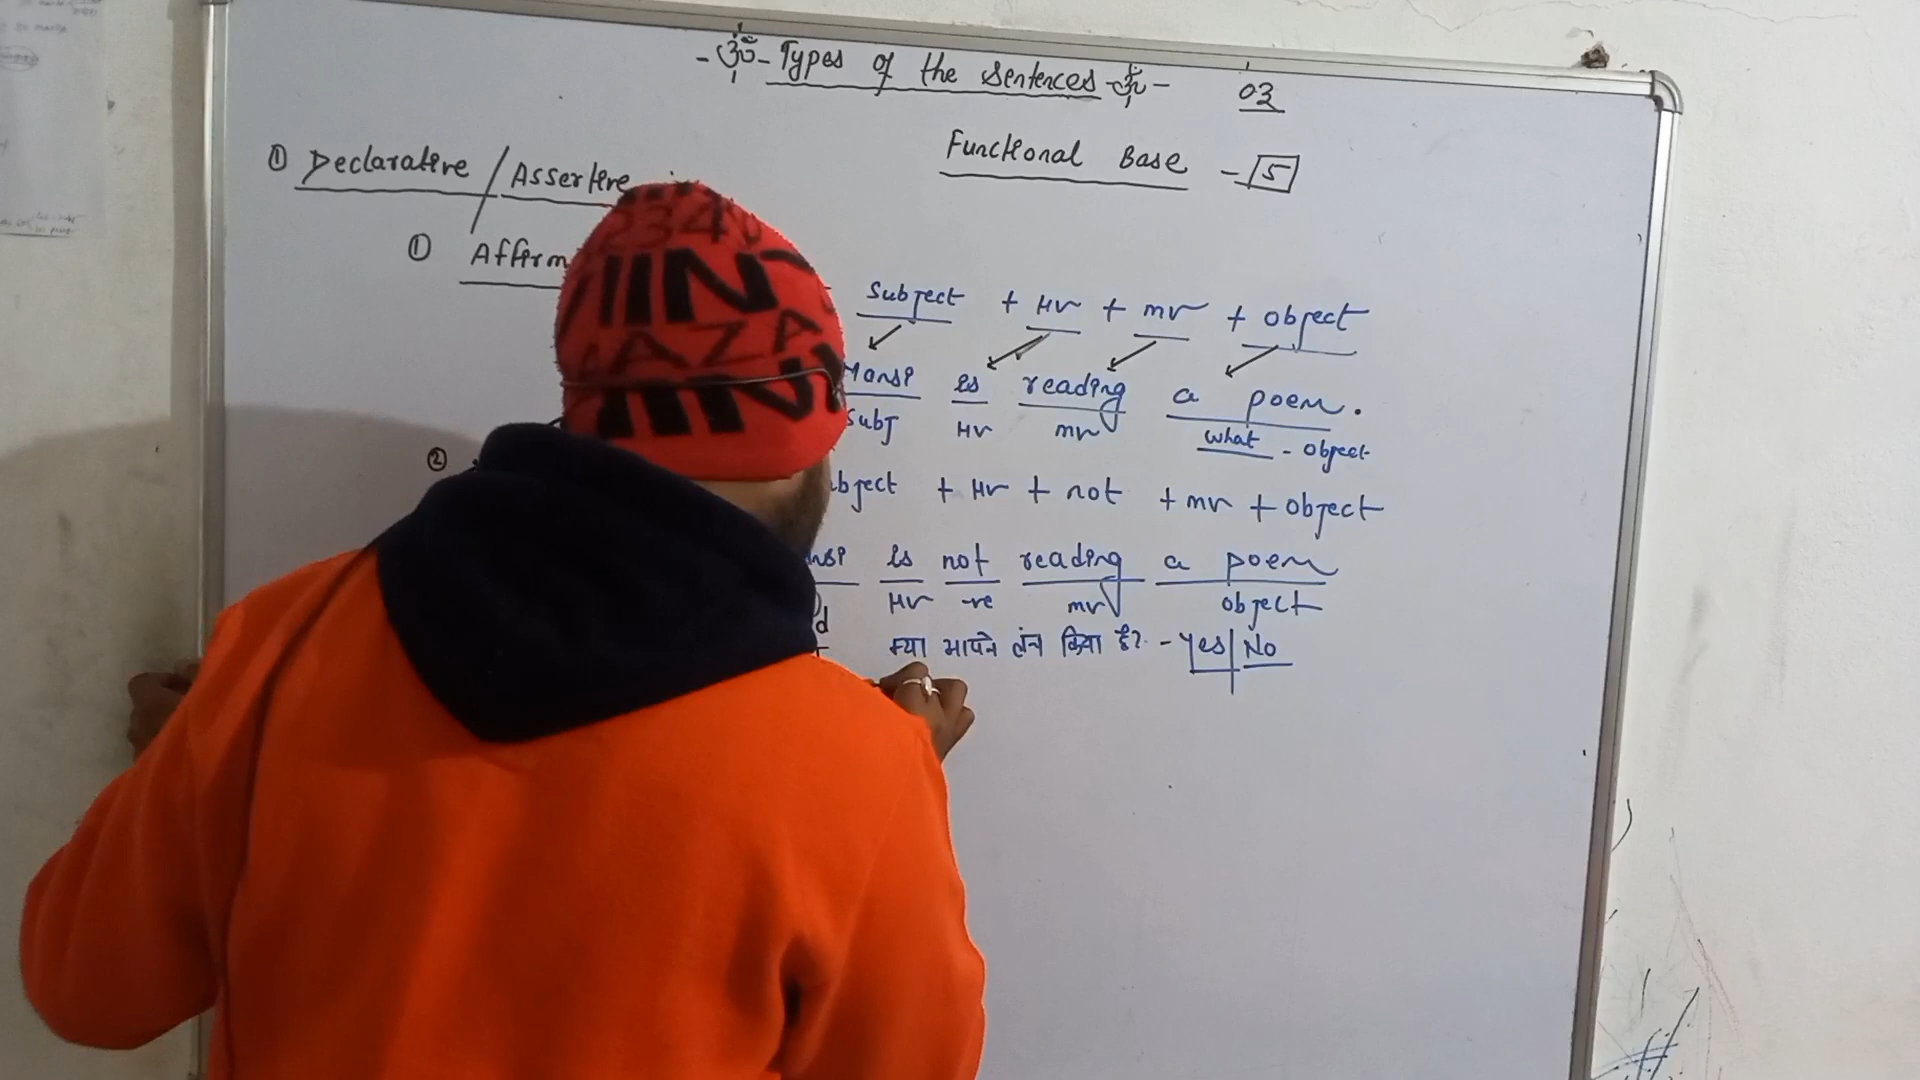 -ॐ- Types of the Sentences -ॐ- 03
Functional Base - 5
① Declarative / Assertive
① Affirm
Subject + Hv + mv + object
Mansi is reading a poem.
Subj Hv mv what - object
②
bject + Hv + not + mv + object
nsi is not reading a poem
Hv -ve mv object
क्या आपने लंच किया है? - Yes | No